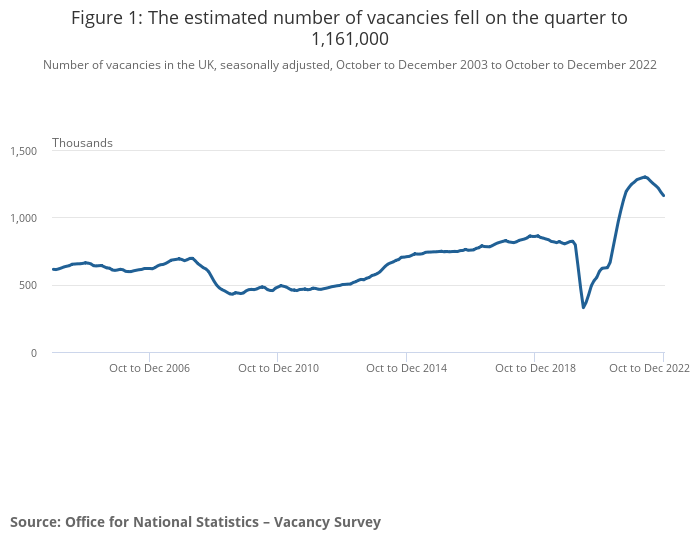 Figure 1: The estimated number of vacancies fell on the quarter to
1,161,000
Number of vacancies in the UK, seasonally adjusted, October to December 2003 to October to December 2022
Thousands
1,500
1,000
500
0
Oct to Dec 2006
Oct to Dec 2010
Oct to Dec 2014
Oct to Dec 2018
Oct to Dec 2022
Source: Office for National Statistics – Vacancy Survey